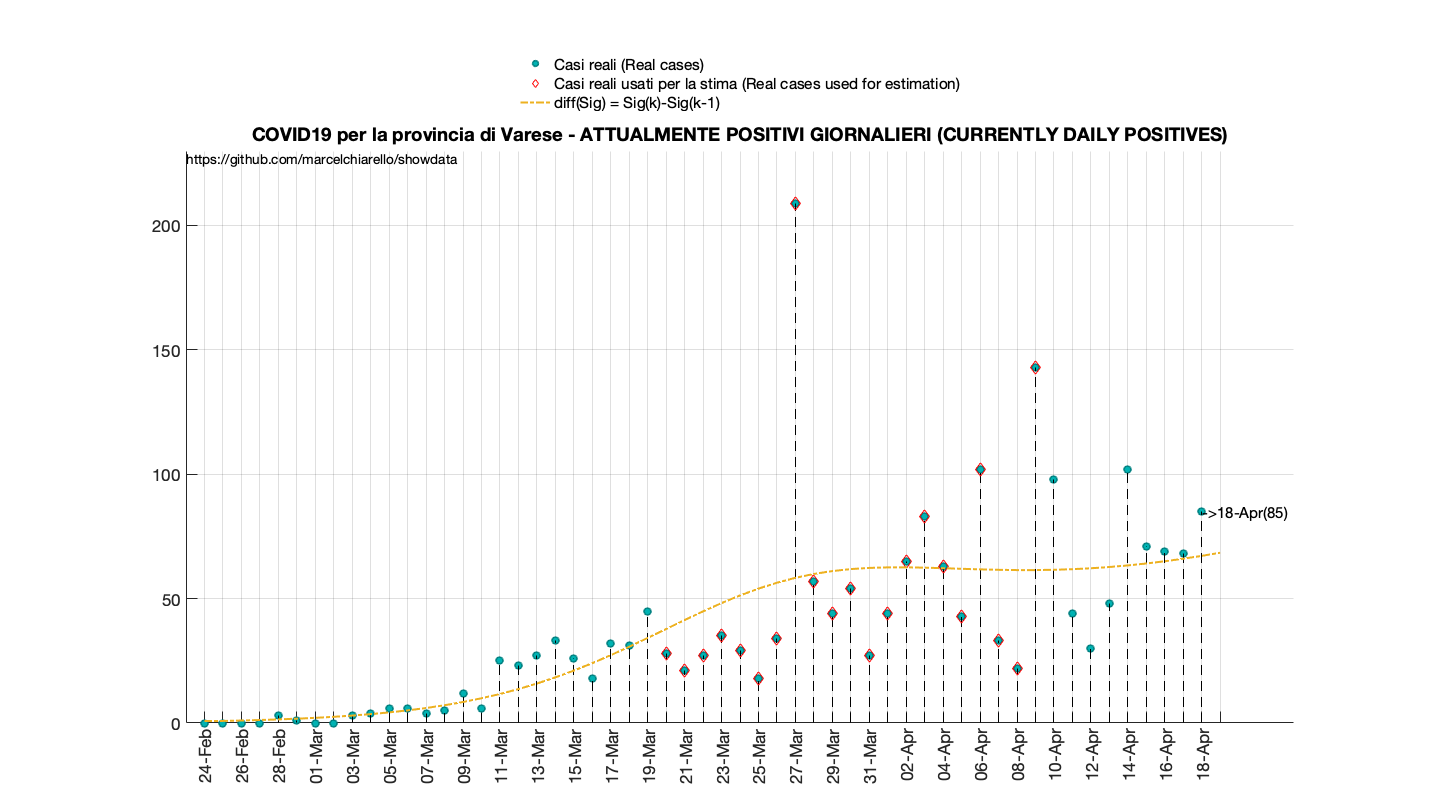 Casi reali (Real cases)
Casi reali usati per la stima (Real cases used for estimation)
diff(Sig) = Sig(k)-Sig(k-1)
COVID19 per la provincia di Varese - ATTUALMENTE POSITIVI GIORNALIERI (CURRENTLY DAILY POSITIVES)
https://github.com/marcelchiarello/showdata
200
150
100
50
0
->18-Apr(85)
24-Feb
26-Feb
28-Feb
01-Mar
03-Mar
05-Mar
07-Mar
09-Mar
11-Mar
13-Mar
15-Mar
17-Mar
19-Mar
21-Mar
23-Mar
25-Mar
27-Mar
29-Mar
31-Mar
02-Apr
04-Apr
06-Apr
08-Apr
10-Apr
12-Apr
14-Apr
16-Apr
18-Apr